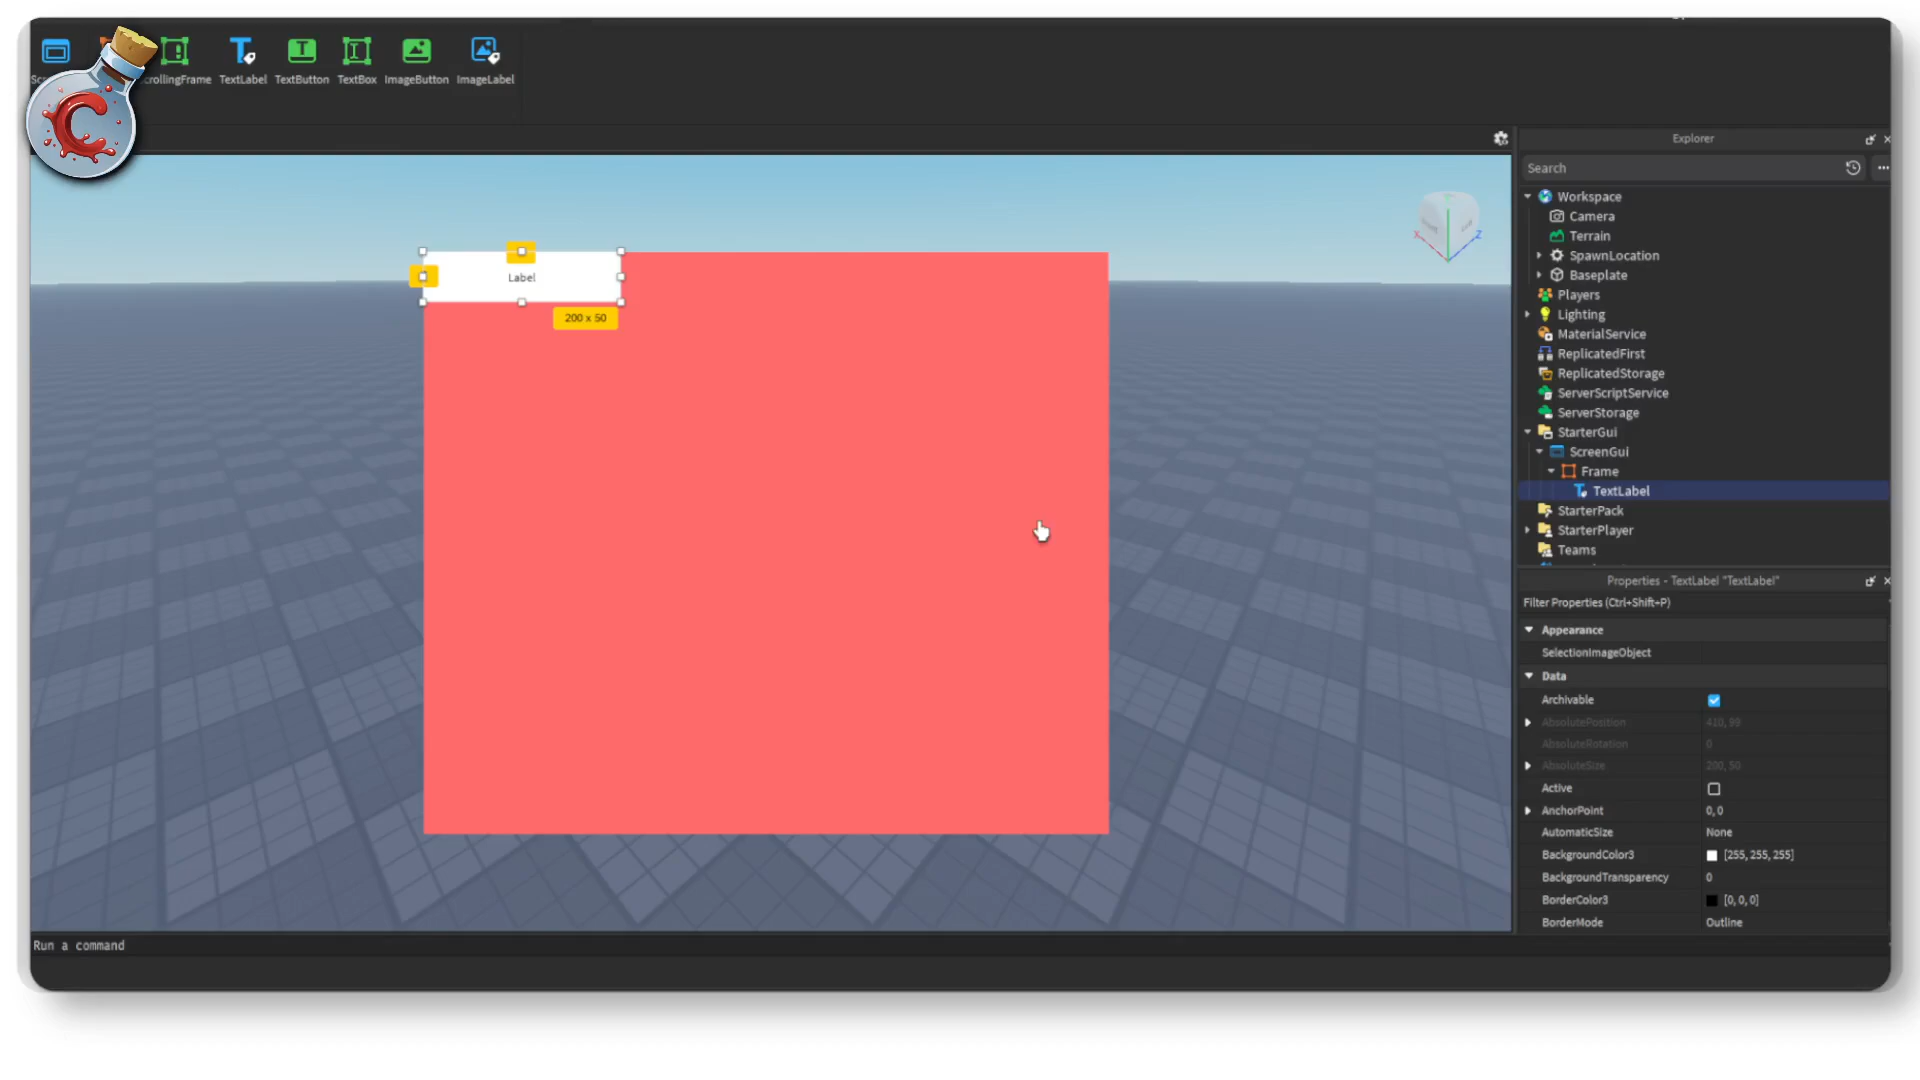 ScrollingFrame
TextLabel
TextButton
TextBox
ImageButton
ImageLabel
Label
200 x 50
Run a command
Explorer
Search
Workspace
Camera
Terrain
SpawnLocation
Baseplate
Players
Lighting
MaterialService
ReplicatedFirst
ReplicatedStorage
ServerScriptService
ServerStorage
StarterGui
ScreenGui
Frame
TextLabel
StarterPack
StarterPlayer
Teams
Properties - TextLabel "TextLabel"
Filter Properties (Ctrl+Shift+P)
Appearance
SelectionImageObject
Data
Archivable
AbsolutePosition 410, 99
AbsoluteRotation 0
AbsoluteSize 200, 50
Active
AnchorPoint 0, 0
AutomaticSize None
BackgroundColor3 [255, 255, 255]
BackgroundTransparency 0
BorderColor3 [0, 0, 0]
BorderMode Outline